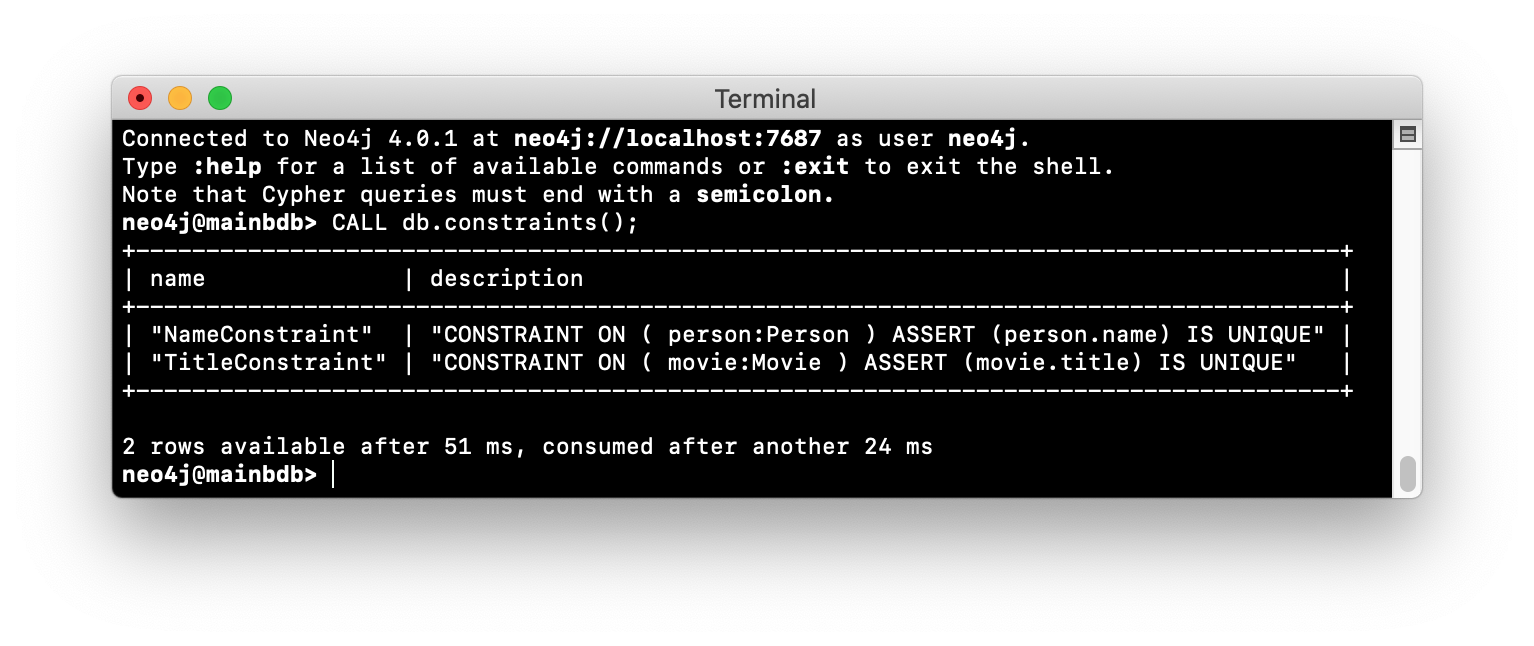 Terminal
Connected to Neo4j 4.0.1 at neo4j://localhost:7687 as user neo4j.
Type :help for a list of available commands or :exit to exit the shell.
Note that Cypher queries must end with a semicolon.
neo4j@mainbdb> CALL db.constraints();
+--------------------------------------------------------------------------------------+
| name              | description                                                      |
+--------------------------------------------------------------------------------------+
| "NameConstraint"  | "CONSTRAINT ON ( person:Person ) ASSERT (person.name) IS UNIQUE" |
| "TitleConstraint" | "CONSTRAINT ON ( movie:Movie ) ASSERT (movie.title) IS UNIQUE"   |
+--------------------------------------------------------------------------------------+
2 rows available after 51 ms, consumed after another 24 ms
neo4j@mainbdb>